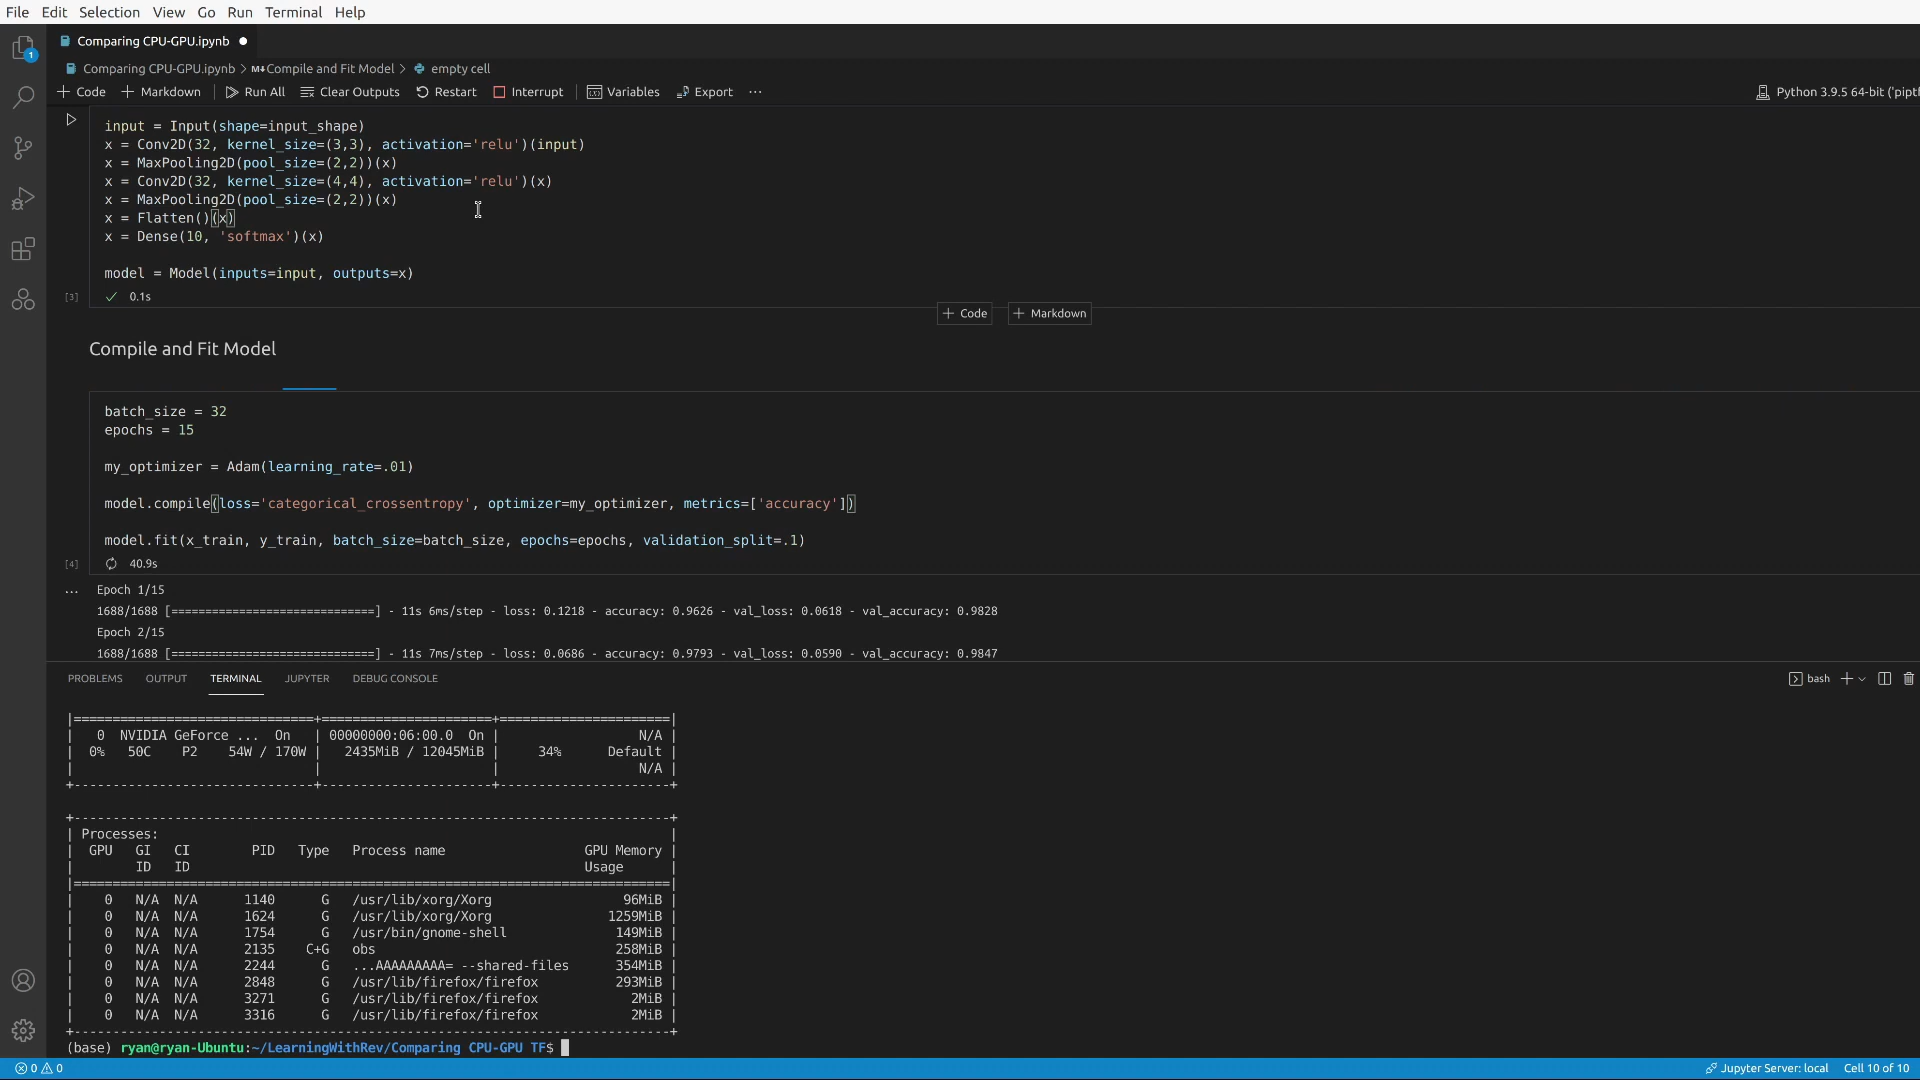 File Edit Selection View Go Run Terminal Help
Comparing CPU-GPU.ipynb
1
Comparing CPU-GPU.ipynb > M↓Compile and Fit Model > empty cell
+ Code + Markdown Run All Clear Outputs Restart Interrupt Variables Export ... Python 3.9.5 64-bit ('piptf
input = Input(shape=input_shape)
x = Conv2D(32, kernel_size=(3,3), activation='relu')(input)
x = MaxPooling2D(pool_size=(2,2))(x)
x = Conv2D(32, kernel_size=(4,4), activation='relu')(x)
x = MaxPooling2D(pool_size=(2,2))(x)
x = Flatten()(x)
x = Dense(10, 'softmax')(x)
model = Model(inputs=input, outputs=x)
[3] ✓ 0.1s
+ Code + Markdown
Compile and Fit Model
batch_size = 32
epochs = 15
my_optimizer = Adam(learning_rate=.01)
model.compile(loss='categorical_crossentropy', optimizer=my_optimizer, metrics=['accuracy'])
model.fit(x_train, y_train, batch_size=batch_size, epochs=epochs, validation_split=.1)
[4] 40.9s
... Epoch 1/15
1688/1688 [==============================] - 11s 6ms/step - loss: 0.1218 - accuracy: 0.9626 - val_loss: 0.0618 - val_accuracy: 0.9828
Epoch 2/15
1688/1688 [==============================] - 11s 7ms/step - loss: 0.0686 - accuracy: 0.9793 - val_loss: 0.0590 - val_accuracy: 0.9847
PROBLEMS OUTPUT TERMINAL JUPYTER DEBUG CONSOLE bash
|===============================+======================+======================|
| 0 NVIDIA GeForce ... On | 00000000:06:00.0 On | N/A |
| 0% 50C P2 54W / 170W | 2435MiB / 12045MiB | 34% Default |
| | | N/A |
+-------------------------------+----------------------+----------------------+
+-----------------------------------------------------------------------------+
| Processes: |
| GPU GI CI PID Type Process name GPU Memory |
| ID ID Usage |
|=============================================================================|
| 0 N/A N/A 1140 G /usr/lib/xorg/Xorg 96MiB |
| 0 N/A N/A 1624 G /usr/lib/xorg/Xorg 1259MiB |
| 0 N/A N/A 1754 G /usr/bin/gnome-shell 149MiB |
| 0 N/A N/A 2135 C+G obs 258MiB |
| 0 N/A N/A 2244 G ...AAAAAAAAA= --shared-files 354MiB |
| 0 N/A N/A 2848 G /usr/lib/firefox/firefox 293MiB |
| 0 N/A N/A 3271 G /usr/lib/firefox/firefox 2MiB |
| 0 N/A N/A 3316 G /usr/lib/firefox/firefox 2MiB |
+-----------------------------------------------------------------------------+
(base) ryan@ryan-Ubuntu:~/LearningWithRev/Comparing CPU-GPU TF$
0 0 Jupyter Server: local Cell 10 of 10